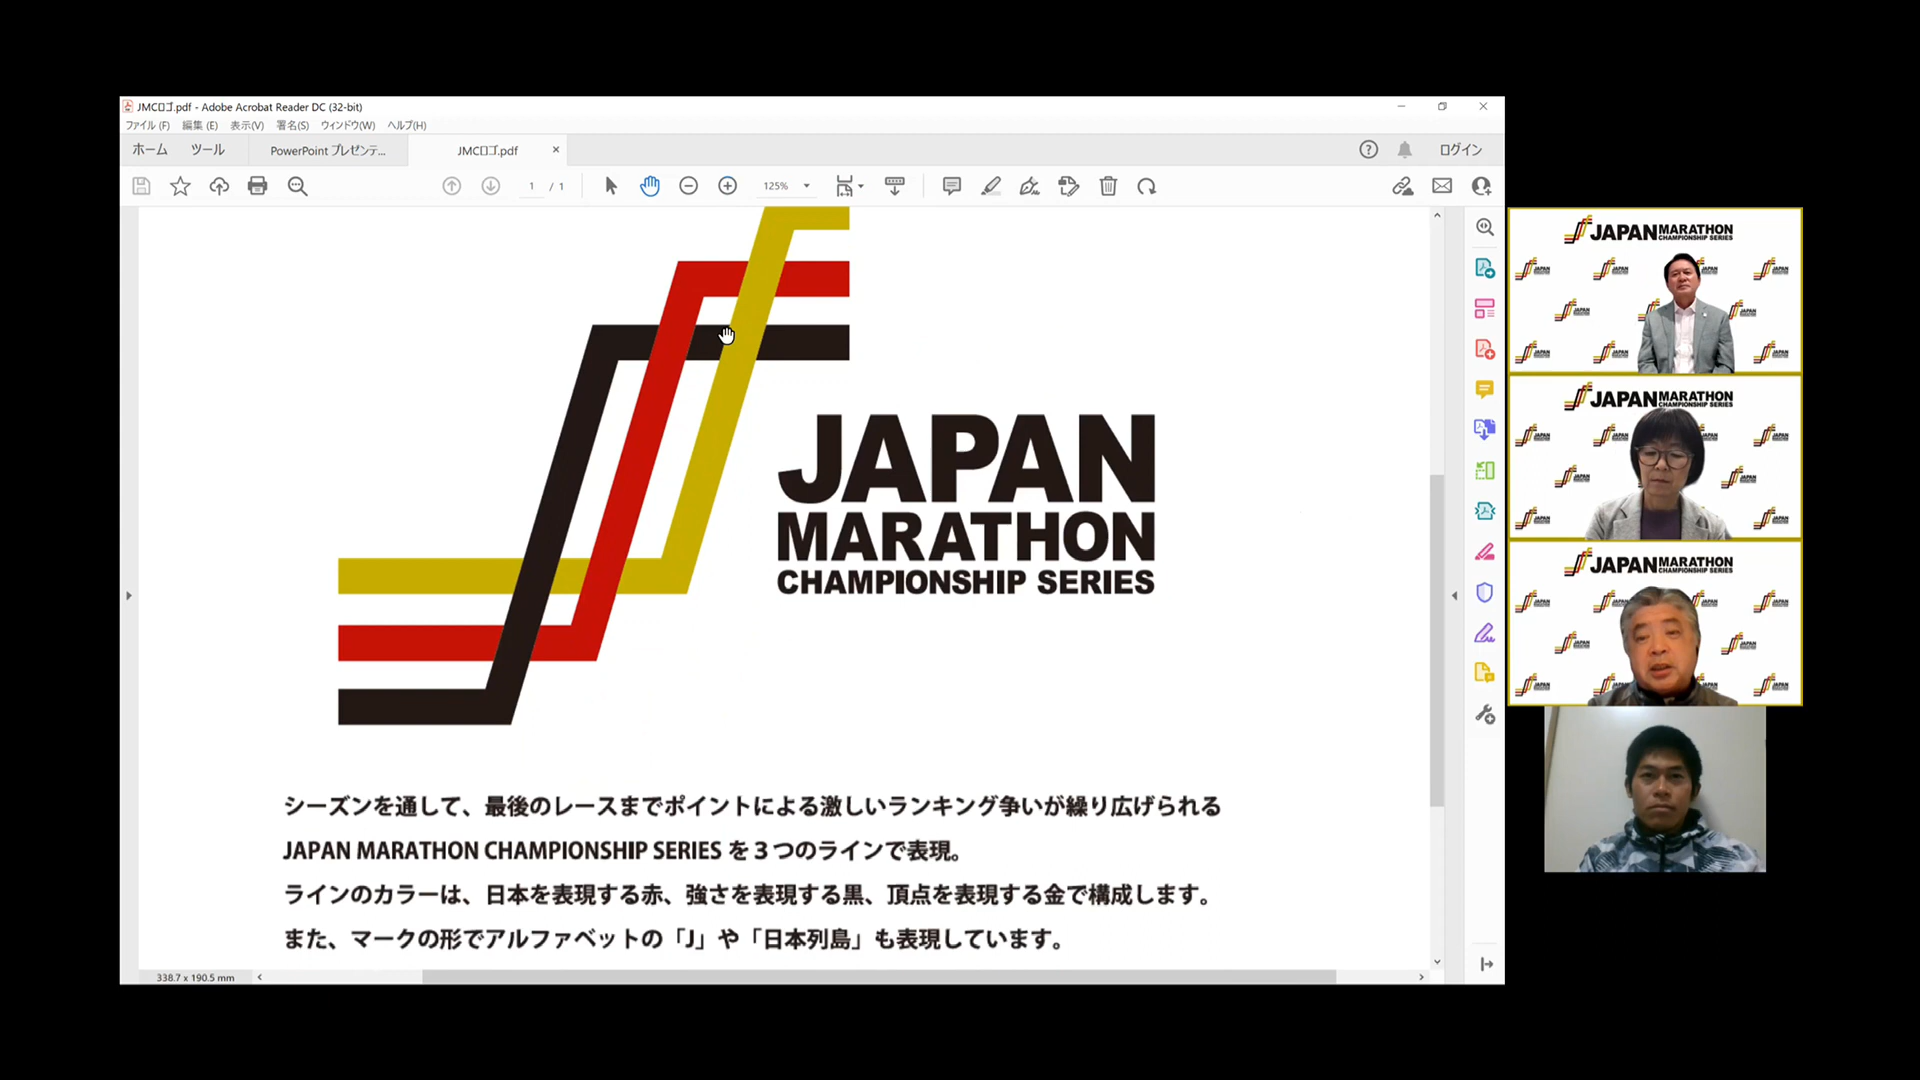 JMCロゴ.pdf - Adobe Acrobat Reader DC (32-bit)
ファイル(F) 編集(E) 表示(V) 署名(S) ウィンドウ(W) ヘルプ(H)
ホーム ツール PowerPoint プレゼンテ... JMCロゴ.pdf × ログイン
1 / 1 125%
JAPAN
MARATHON
CHAMPIONSHIP SERIES
シーズンを通して、最後のレースまでポイントによる激しいランキング争いが繰り広げられる
JAPAN MARATHON CHAMPIONSHIP SERIES を３つのラインで表現。
ラインのカラーは、日本を表現する赤、強さを表現する黒、頂点を表現する金で構成します。
また、マークの形でアルファベットの「J」や「日本列島」も表現しています。
338.7 x 190.5 mm
JAPAN MARATHON CHAMPIONSHIP SERIES
JAPAN MARATHON CHAMPIONSHIP SERIES
JAPAN MARATHON CHAMPIONSHIP SERIES